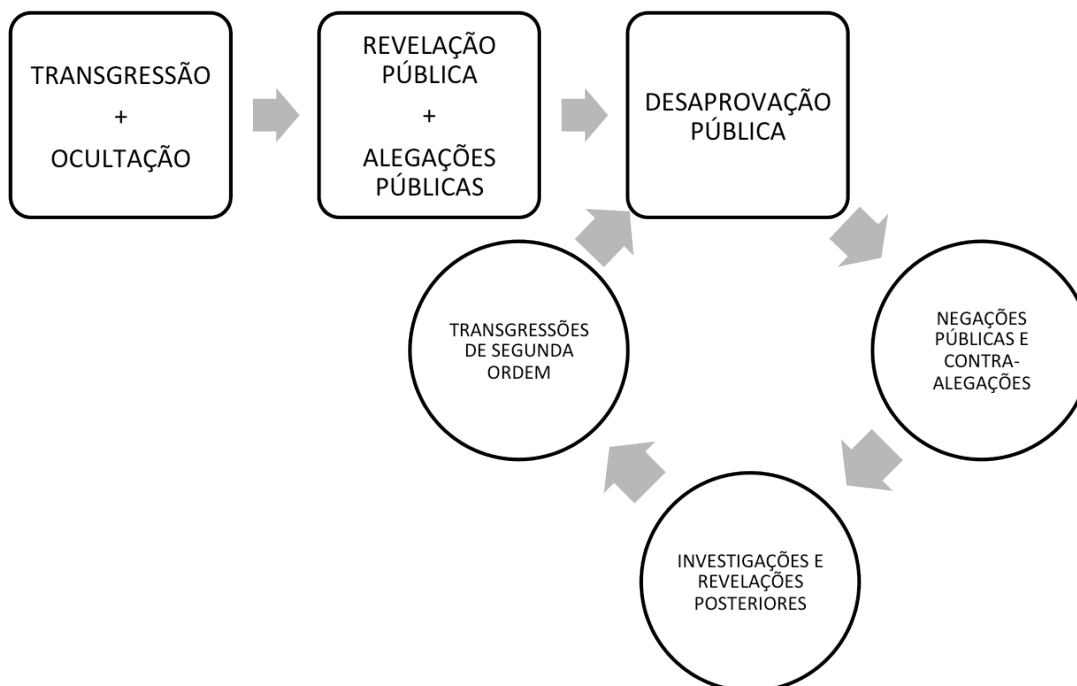 TRANSGRESSÃO
+
OCULTAÇÃO
REVELAÇÃO
PÚBLICA
+
ALEGAÇÕES
PÚBLICAS
DESAPROVAÇÃO
PÚBLICA
NEGAÇÕES
PÚBLICAS E
CONTRA-
ALEGAÇÕES
INVESTIGAÇÕES E
REVELAÇÕES
POSTERIORES
TRANSGRESSÕES
DE SEGUNDA
ORDEM